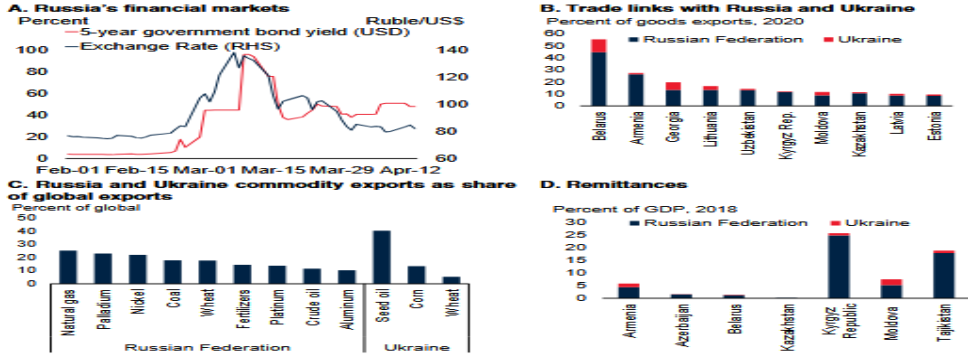 A. Russia's financial markets
Percent Ruble/US$
5-year government bond yield (USD)
Exchange Rate (RHS)
100 140
80 120
60 100
40 80
20 60
0
Feb-01 Feb-15 Mar-01 Mar-15 Mar-29 Apr-12
B. Trade links with Russia and Ukraine
Percent of goods exports, 2020
Russian Federation Ukraine
60
50
40
30
20
10
0
Belaus
Armenia
Georgia
Lithuania
Uzbekistan
Kyrgyz Rep.
Moldova
Kazakhstan
Latvia
Estonia
C. Russia and Ukraine commodity exports as share
of global exports
Percent of global
50
40
30
20
10
0
Natural gas
Palladium
Nickel
Coal
Wheat
Fertilizers
Platinum
Crude oil
Aluminum
Seed oil
Corn
Wheat
Russian Federation Ukraine
D. Remittances
Percent of GDP, 2018
Russian Federation Ukraine
30
25
20
15
10
5
0
Armenia
Azerbaijan
Belarus
Kazakhstan
Kyrgyz
Republic
Moldova
Tajikistan